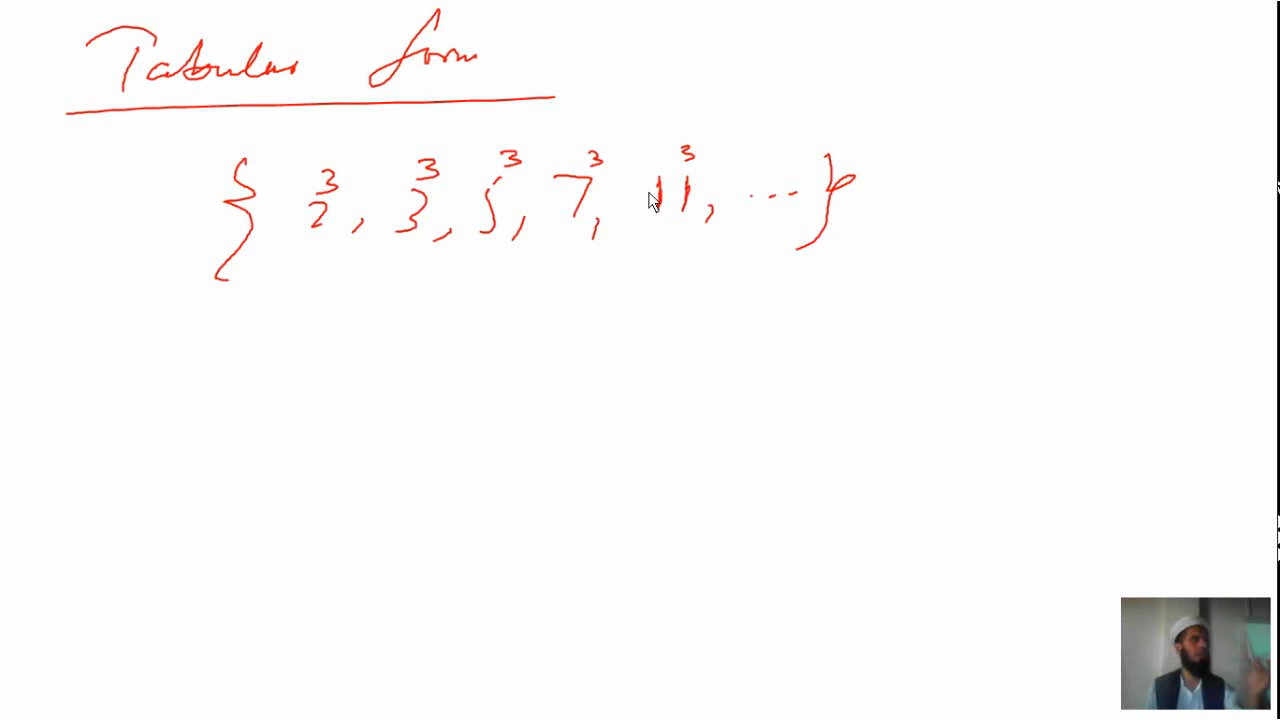 Tabular form
{ 2³, 3³, 5³, 7³, 11³, ... }